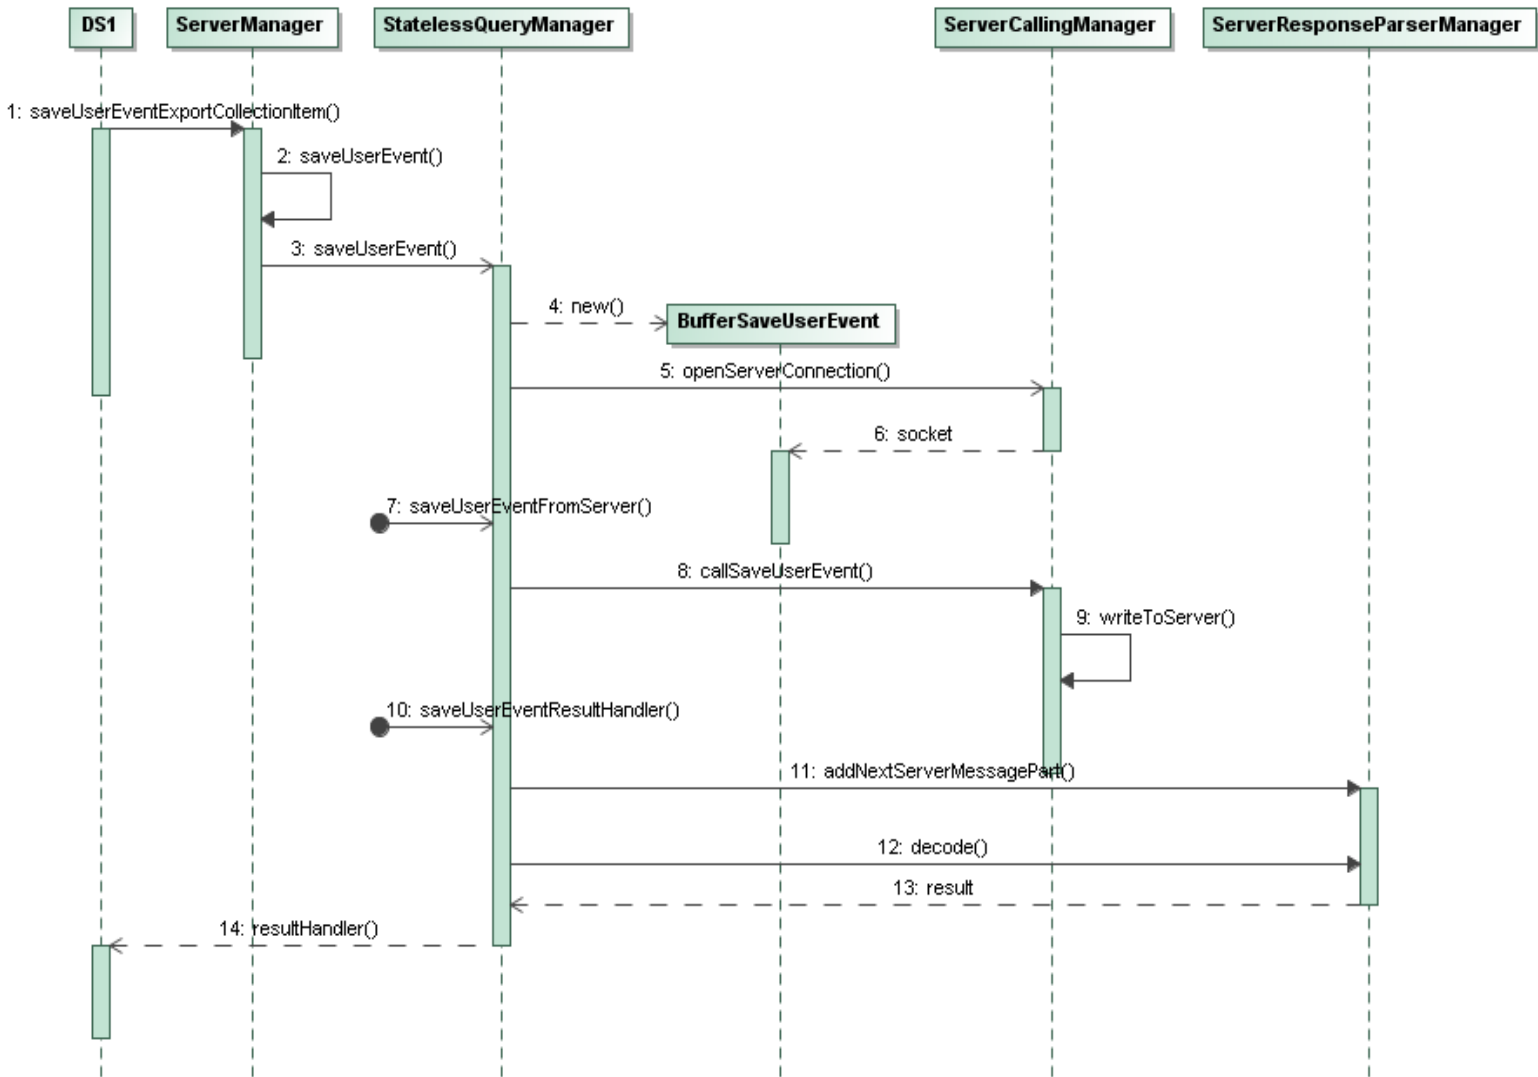 DS1
ServerManager
StatelessQueryManager
ServerCallingManager
ServerResponseParserManager
1: saveUserEventExportCollectionItem()
2: saveUserEvent()
3: saveUserEvent()
4: new()
BufferSaveUserEvent
5: openServerConnection()
6: socket
7: saveUserEventFromServer()
8: callSaveUserEvent()
9: writeToServer()
10: saveUserEventResultHandler()
11: addNextServerMessagePart()
12: decode()
13: result
14: resultHandler()